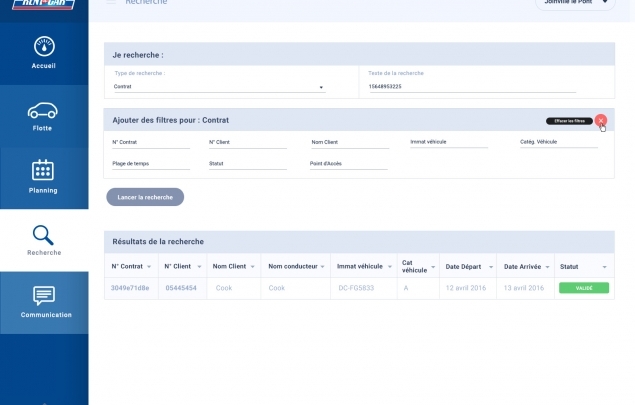 RENT A CAR
Recherche
Joinville le Pont
Accueil
Flotte
Planning
Recherche
Communication
Je recherche :
Type de recherche :
Texte de la recherche
Contrat
15648953225
Ajouter des filtres pour : Contrat
Effacer les filtres
N° Contrat
N° Client
Nom Client
Immat véhicule
Catég. Véhicule
Plage de temps
Statut
Point d'Accès
Lancer la recherche
Résultats de la recherche
N° Contrat N° Client Nom Client Nom conducteur Immat véhicule Cat véhicule Date Départ Date Arrivée Statut
3049e71d8e 05445454 Cook Cook DC-FG5833 A 12 avril 2016 13 avril 2016 VALIDÉ